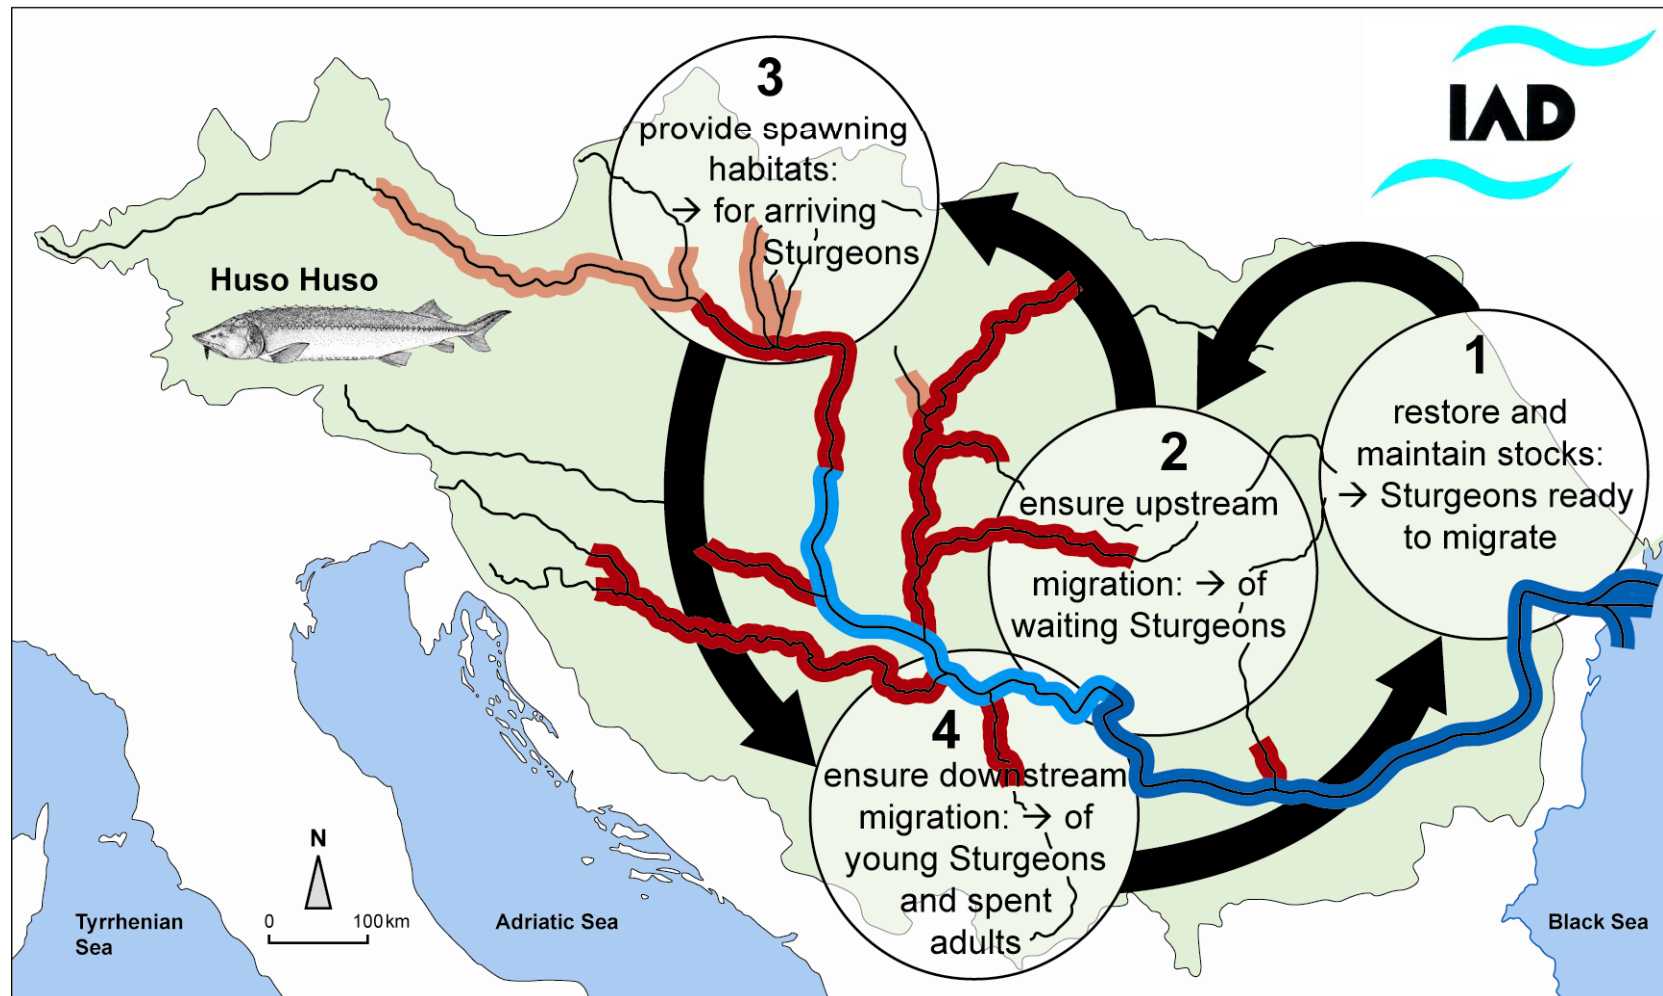 IAD
3
provide spawning
habitats:
→ for arriving
Sturgeons
Huso Huso
1
restore and
maintain stocks:
→ Sturgeons ready
to migrate
2
ensure upstream
migration: → of
waiting Sturgeons
4
ensure downstream
migration: → of
young Sturgeons
and spent
adults
N
0 100 km
Tyrrhenian
Sea
Adriatic Sea
Black Sea